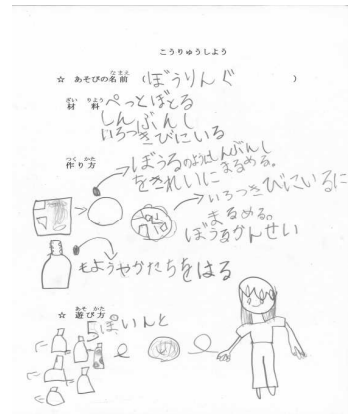 こうりゅうしよう
☆ あそびの名前 (ぼうりんぐ)
材料 ぺっとぼとる
しんぶんし
いろつきびにいる
作り方
ぼうるのようにしんぶんし
をきれいにまるめる。
いろつきびにいるに
まるめる。
ぼうるかんせい
もようやかたちをはる
☆ 遊び方
5ぽいんと